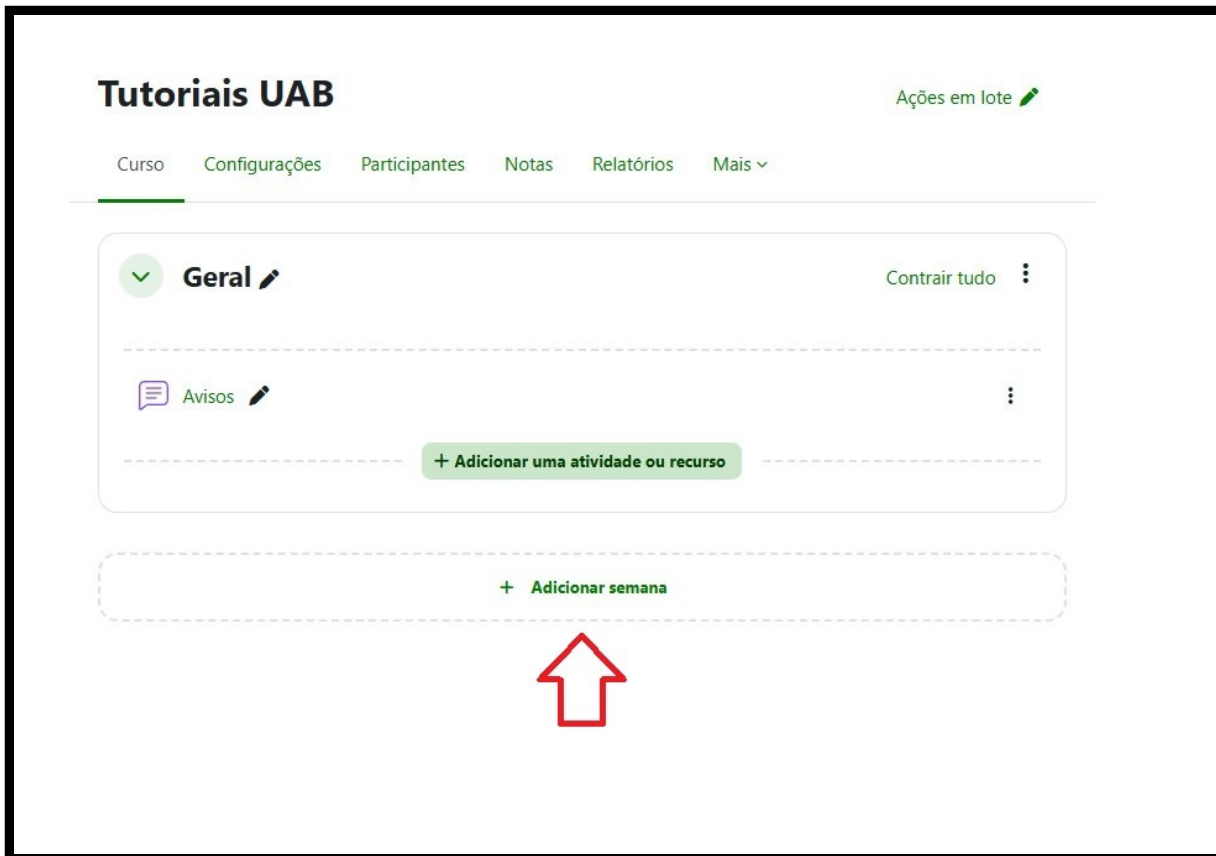 Tutoriais UAB
Ações em lote
Curso Configurações Participantes Notas Relatórios Mais
Geral
Contrair tudo
Avisos
+ Adicionar uma atividade ou recurso
+ Adicionar semana